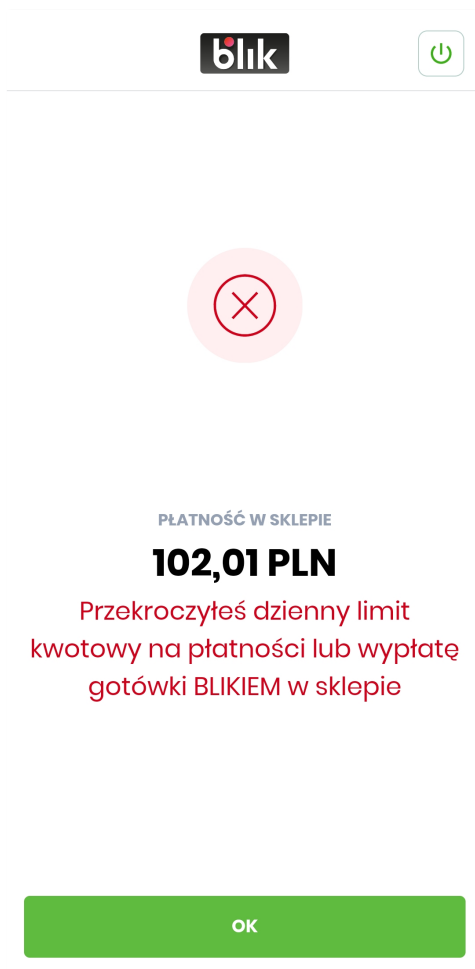 blik
PŁATNOŚĆ W SKLEPIE
102,01 PLN
Przekroczyłeś dzienny limit
kwotowy na płatności lub wypłatę
gotówki BLIKIEM w sklepie
OK